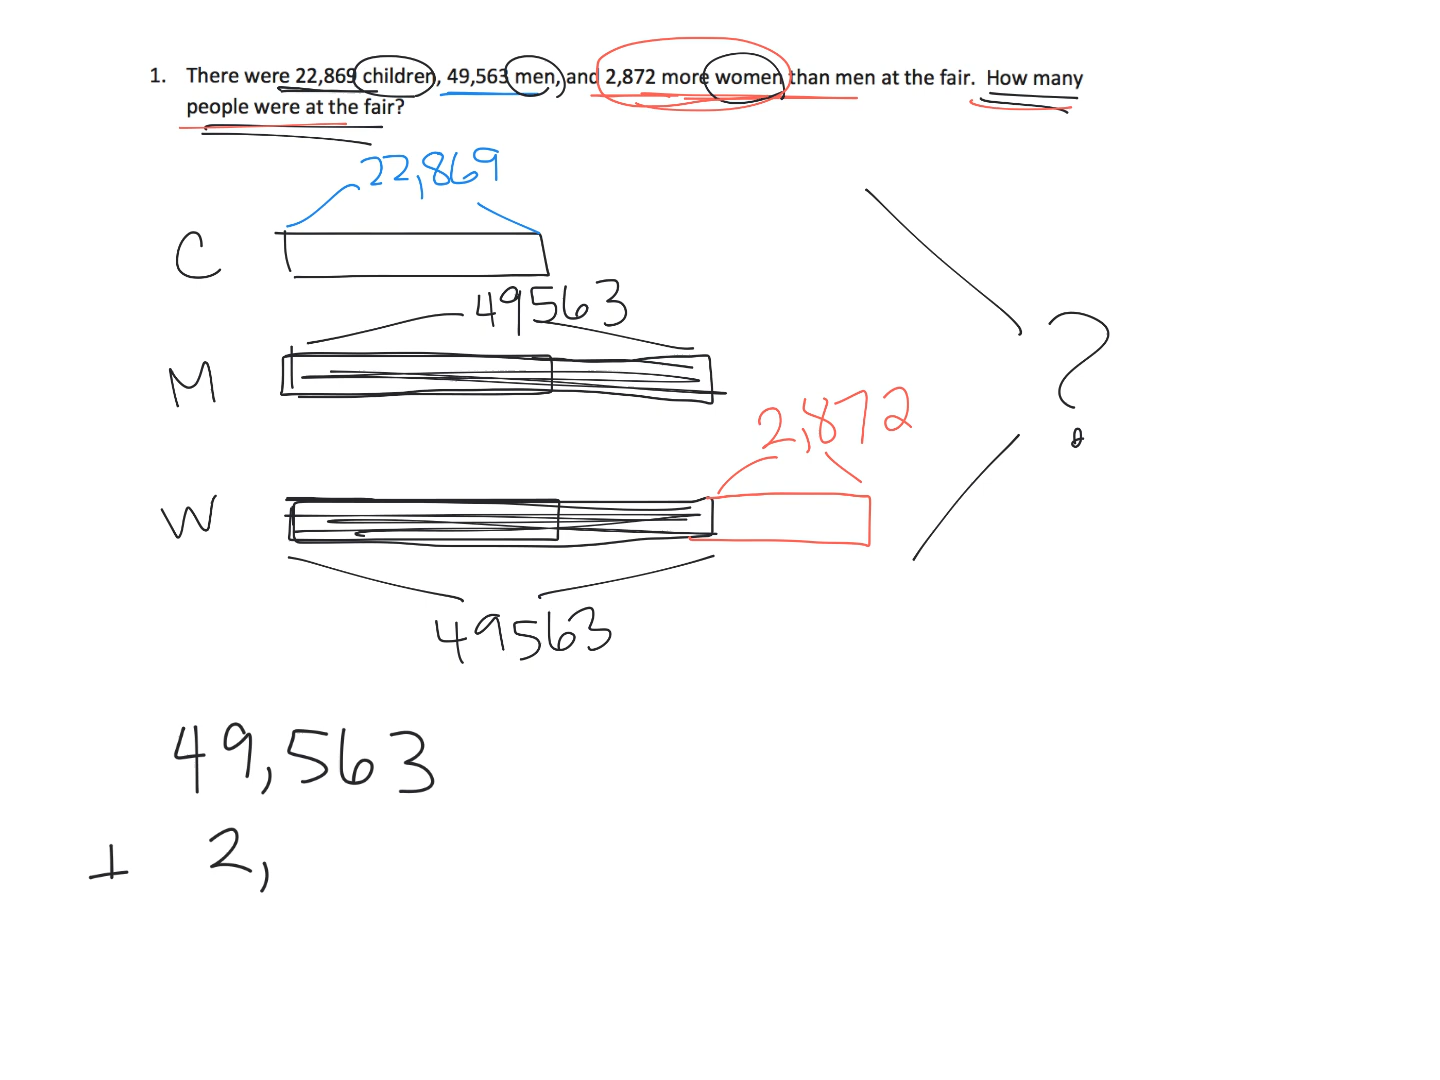 1. There were 22,869 children, 49,563 men, and 2,872 more women than men at the fair. How many
people were at the fair?
22,869
C
49563
M
2,872
?
W
49563
49,563
+ 2,